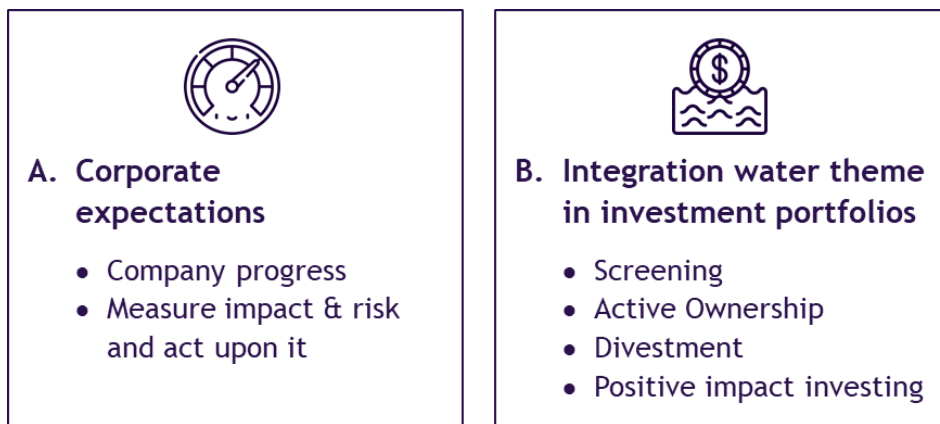 A. Corporate
expectations
• Company progress
• Measure impact & risk
and act upon it
$
B. Integration water theme
in investment portfolios
• Screening
• Active Ownership
• Divestment
• Positive impact investing